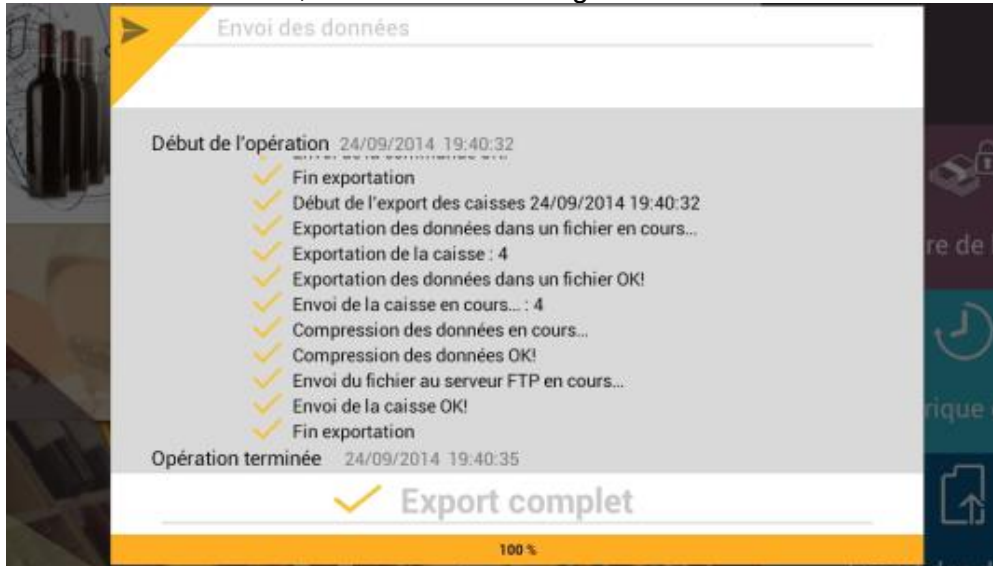 Envoi des données
Début de l'opération 24/09/2014 19:40:32
Fin exportation
Début de l'export des caisses 24/09/2014 19:40:32
Exportation des données dans un fichier en cours...
Exportation de la caisse : 4
Exportation des données dans un fichier OK!
Envoi de la caisse en cours... : 4
Compression des données en cours...
Compression des données OK!
Envoi du fichier au serveur FTP en cours...
Envoi de la caisse OK!
Fin exportation
Opération terminée 24/09/2014 19:40:35
Export complet
100 %
re de
rique